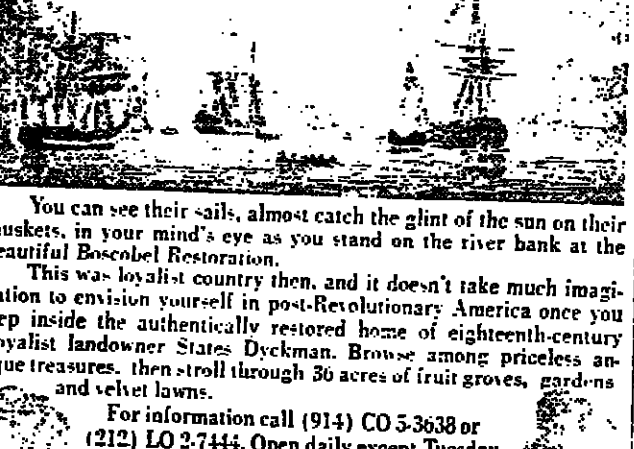 You can see their sails, almost catch the glint of the sun on their
uskets, in your mind's eye as you stand on the river bank at the
eautiful Boscobel Restoration.
This was loyalist country then, and it doesn't take much imagi-
ation to envision yourself in post-Revolutionary America once you
ep inside the authentically restored home of eighteenth-century
oyalist landowner States Dyckman. Browse among priceless an-
que treasures, then stroll through 36 acres of fruit groves, gardens
and velvet lawns.
For information call (914) CO 5-3638 or
(212) LO 2-7444. Open daily except Tuesday